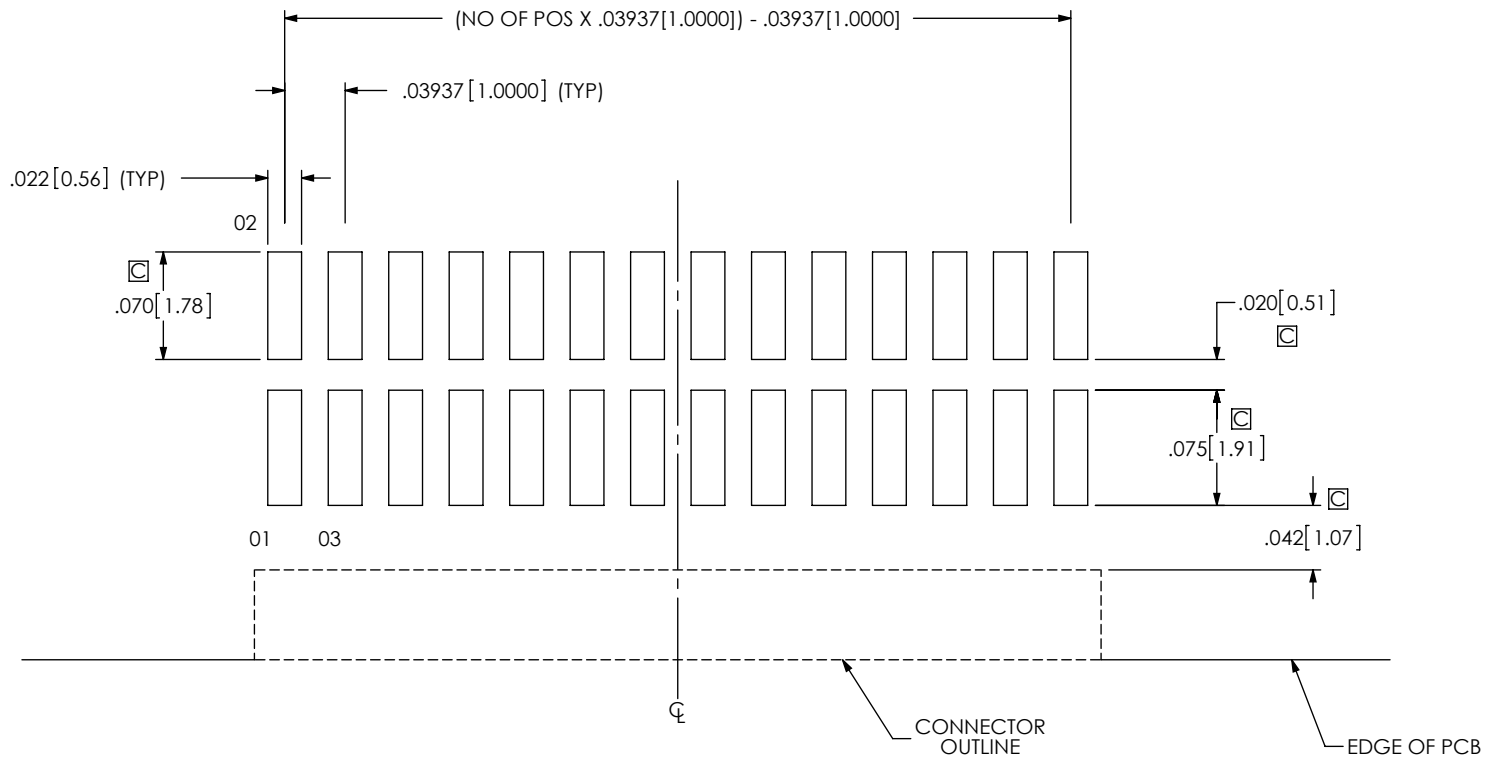 (NO OF POS X .03937[1.0000]) - .03937[1.0000]
.03937[1.0000] (TYP)
.022[0.56] (TYP)
02
C
.070[1.78]
.020[0.51]
C
C
.075[1.91]
C
.042[1.07]
01 03
℄
CONNECTOR
OUTLINE
EDGE OF PCB